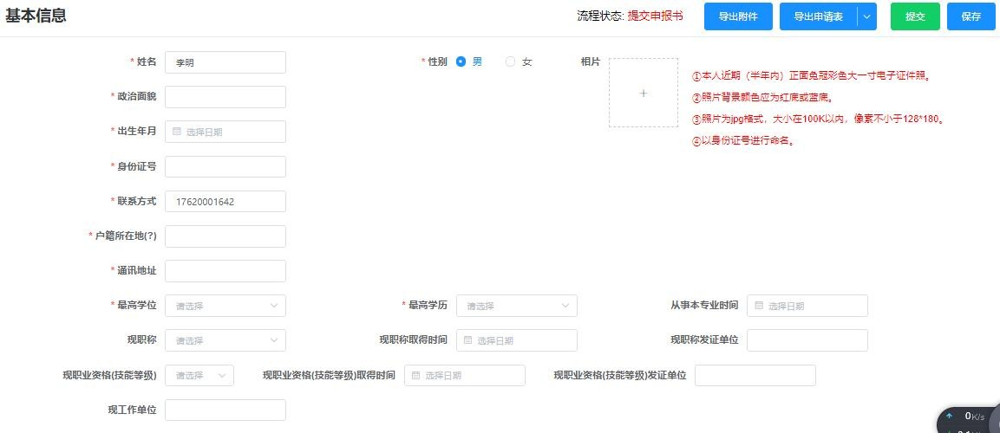 基本信息
流程状态: 提交申报书 导出附件 导出申请表 提交 保存
* 姓名 李明 * 性别 男 女 相片
+
①本人近期（半年内）正面免冠彩色大一寸电子证件照。
②照片背景颜色应为红底或蓝底。
③照片为jpg格式，大小在100K以内，像素不小于128*180。
④以身份证号进行命名。
* 政治面貌
* 出生年月 选择日期
* 身份证号
* 联系方式 17620001642
* 户籍所在地(?)
* 通讯地址
* 最高学位 请选择 * 最高学历 请选择 从事本专业时间 选择日期
现职称 请选择 现职称取得时间 选择日期 现职称发证单位
现职业资格(技能等级) 请选择 现职业资格(技能等级)取得时间 选择日期 现职业资格(技能等级)发证单位
现工作单位
0K/s